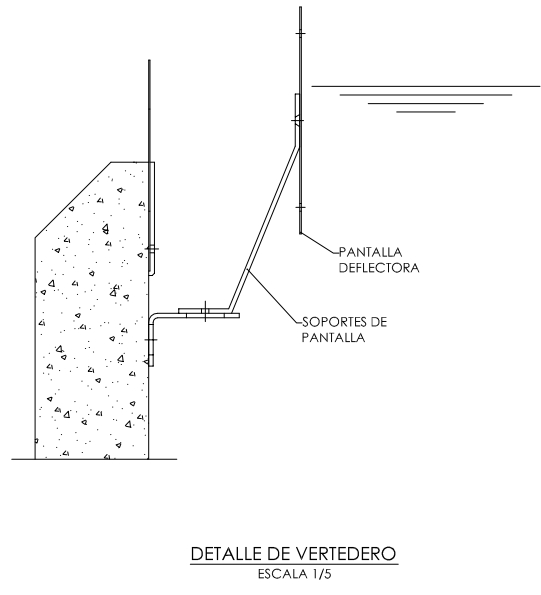 PANTALLA
DEFLECTORA
SOPORTES DE
PANTALLA
DETALLE DE VERTEDERO
ESCALA 1/5